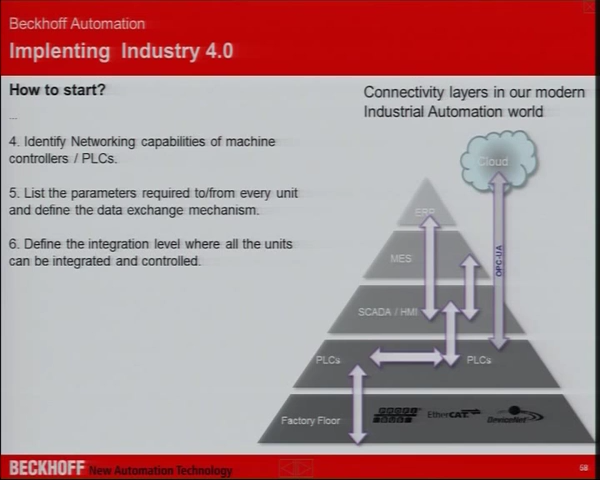 Beckhoff Automation
Implenting Industry 4.0
How to start?
...
4. Identify Networking capabilities of machine
controllers / PLCs.
5. List the parameters required to/from every unit
and define the data exchange mechanism.
6. Define the integration level where all the units
can be integrated and controlled.
Connectivity layers in our modern
Industrial Automation world
Cloud
ERP
MES
OPC-UA
SCADA / HMI
PLCs
PLCs
Factory Floor
EtherCAT
DeviceNet
BECKHOFF New Automation Technology
58